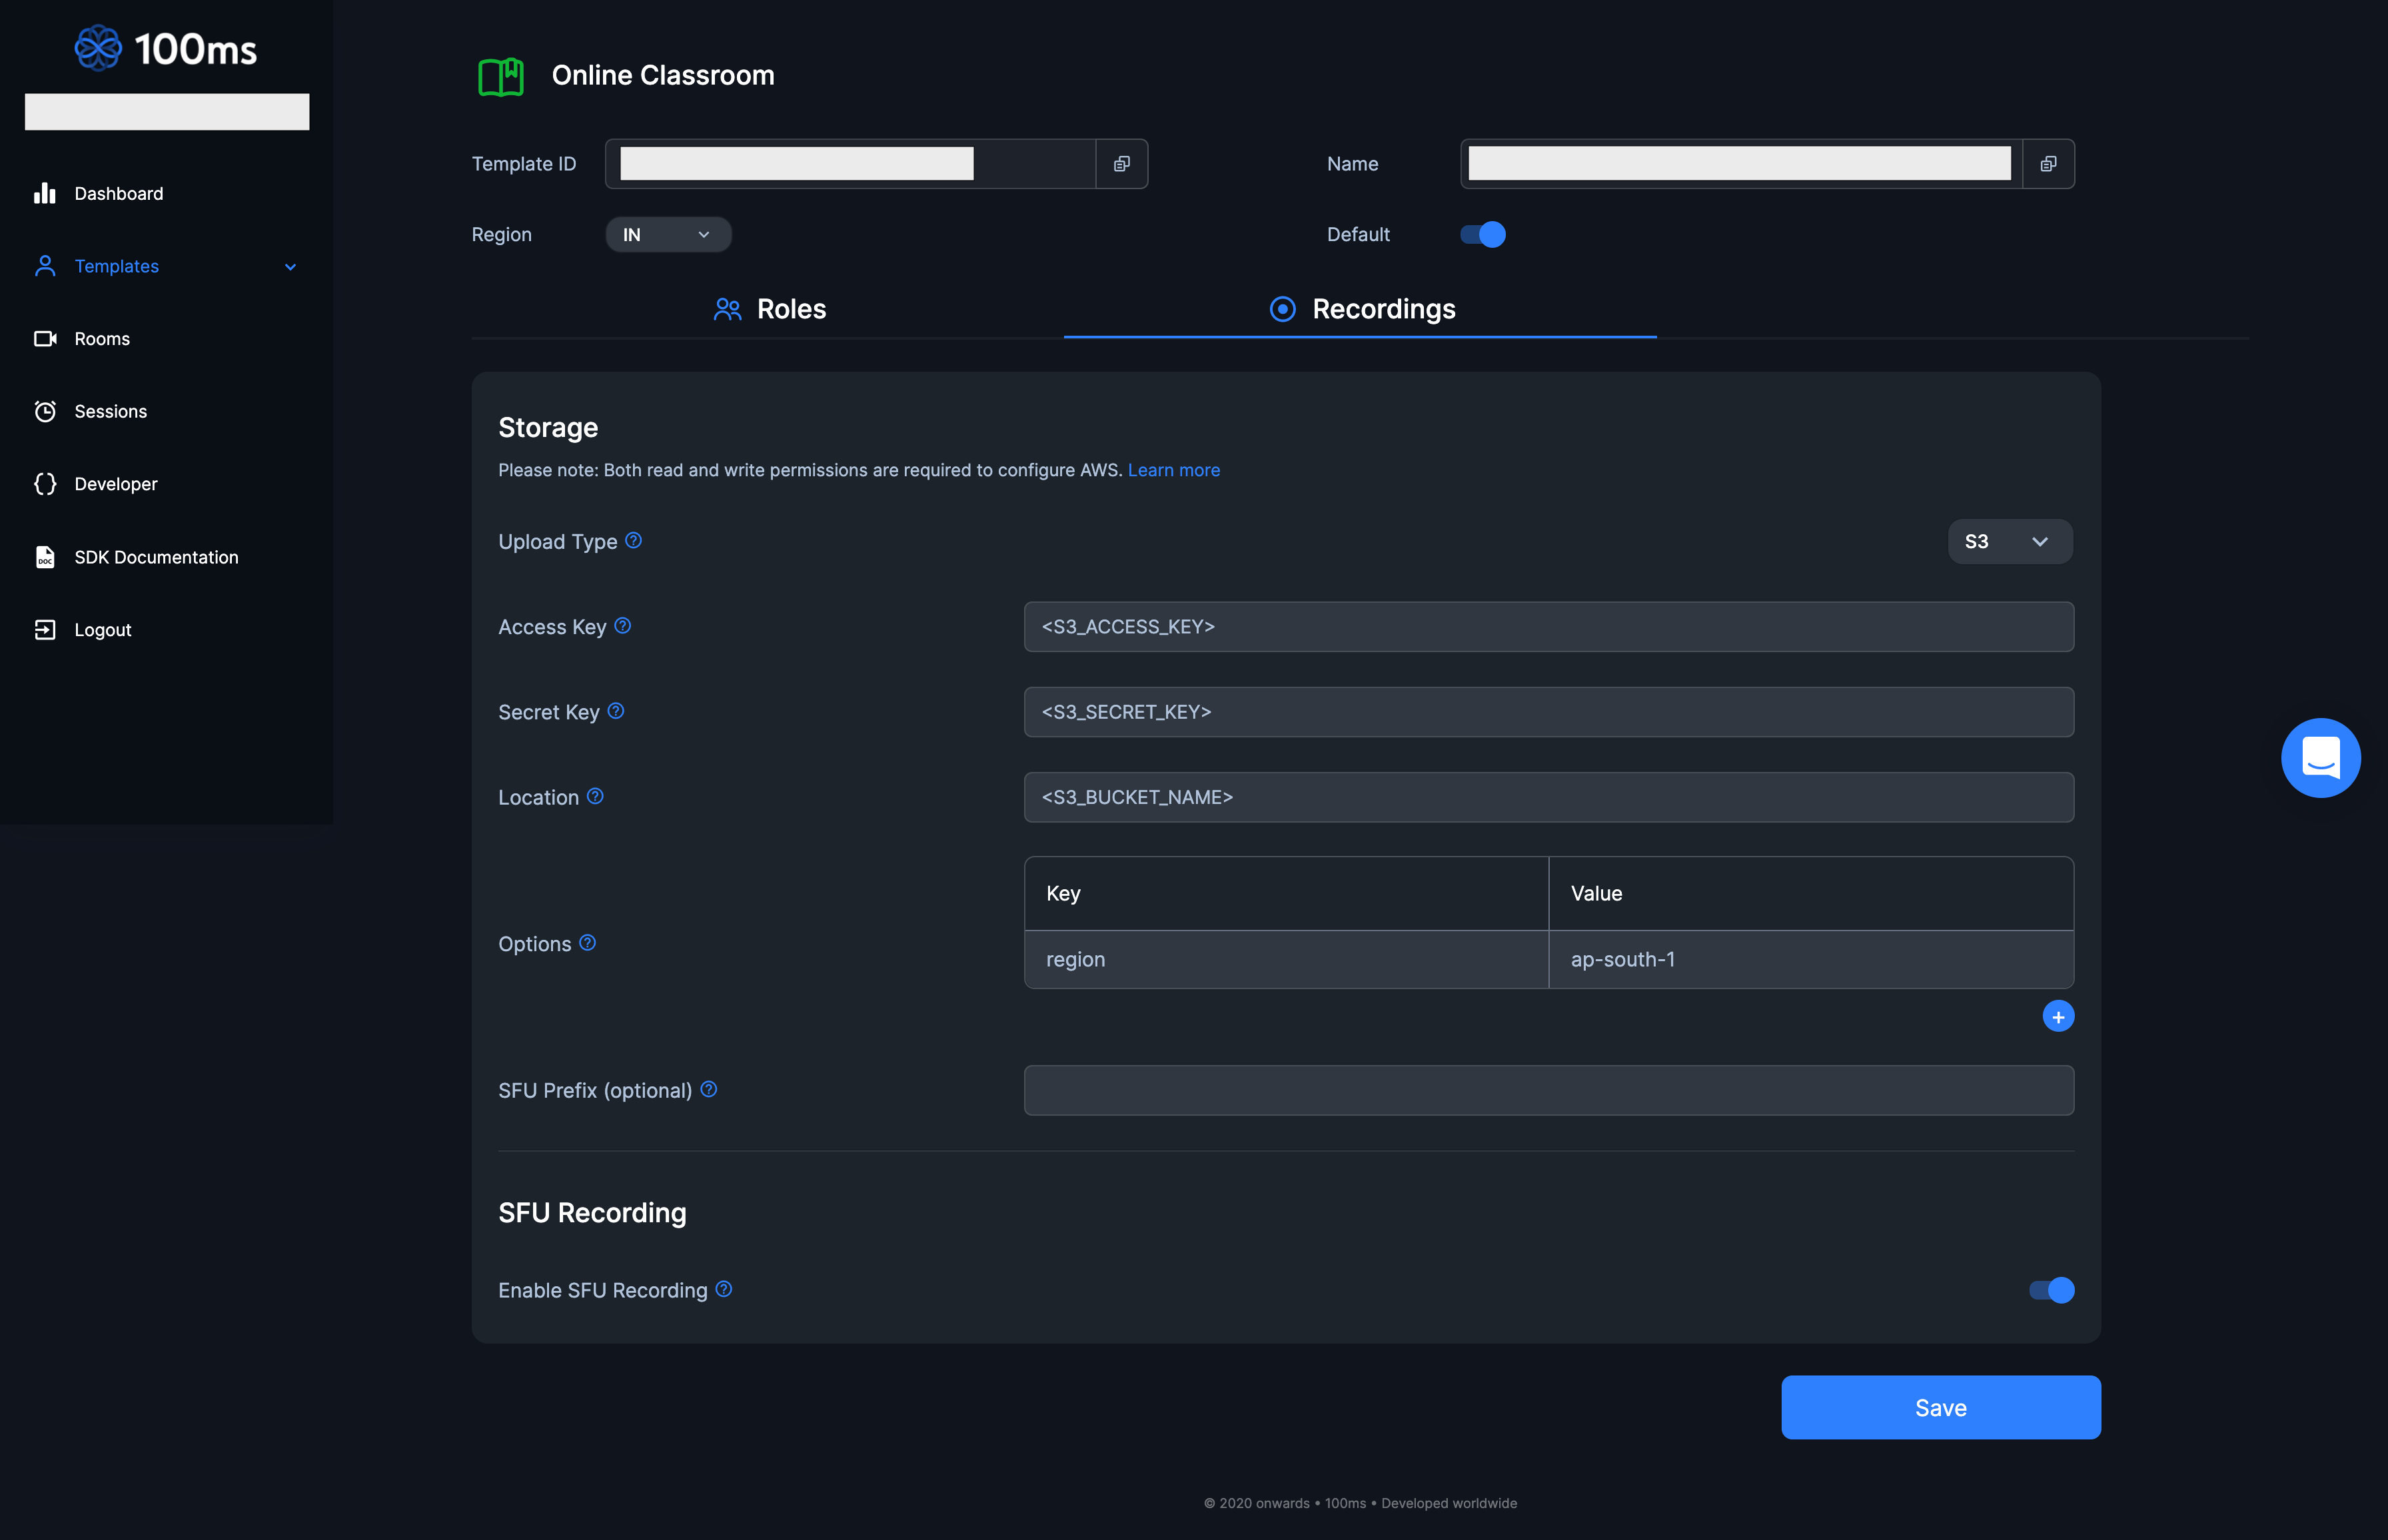 100ms
Dashboard
Templates
Rooms
Sessions
Developer
DOC
SDK Documentation
Logout
Online Classroom
Template ID
Name
Region
IN
Default
Roles
Recordings
Storage
Please note: Both read and write permissions are required to configure AWS. Learn more
Upload Type ?
S3
Access Key ?
<S3_ACCESS_KEY>
Secret Key ?
<S3_SECRET_KEY>
Location ?
<S3_BUCKET_NAME>
Options ?
Key Value
region ap-south-1
+
SFU Prefix (optional) ?
SFU Recording
Enable SFU Recording ?
Save
© 2020 onwards • 100ms • Developed worldwide